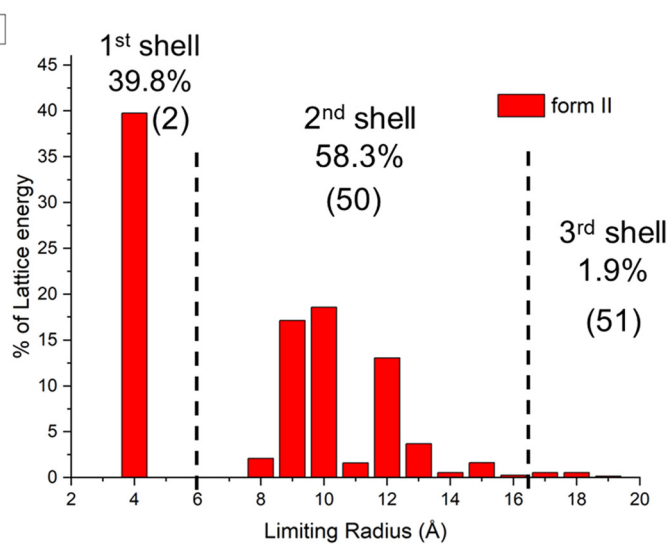 1st shell
39.8%
(2)
2nd shell
58.3%
(50)
form II
3rd shell
1.9%
(51)
% of Lattice energy
45
40
35
30
25
20
15
10
5
0
2 4 6 8 10 12 14 16 18 20
Limiting Radius (Å)